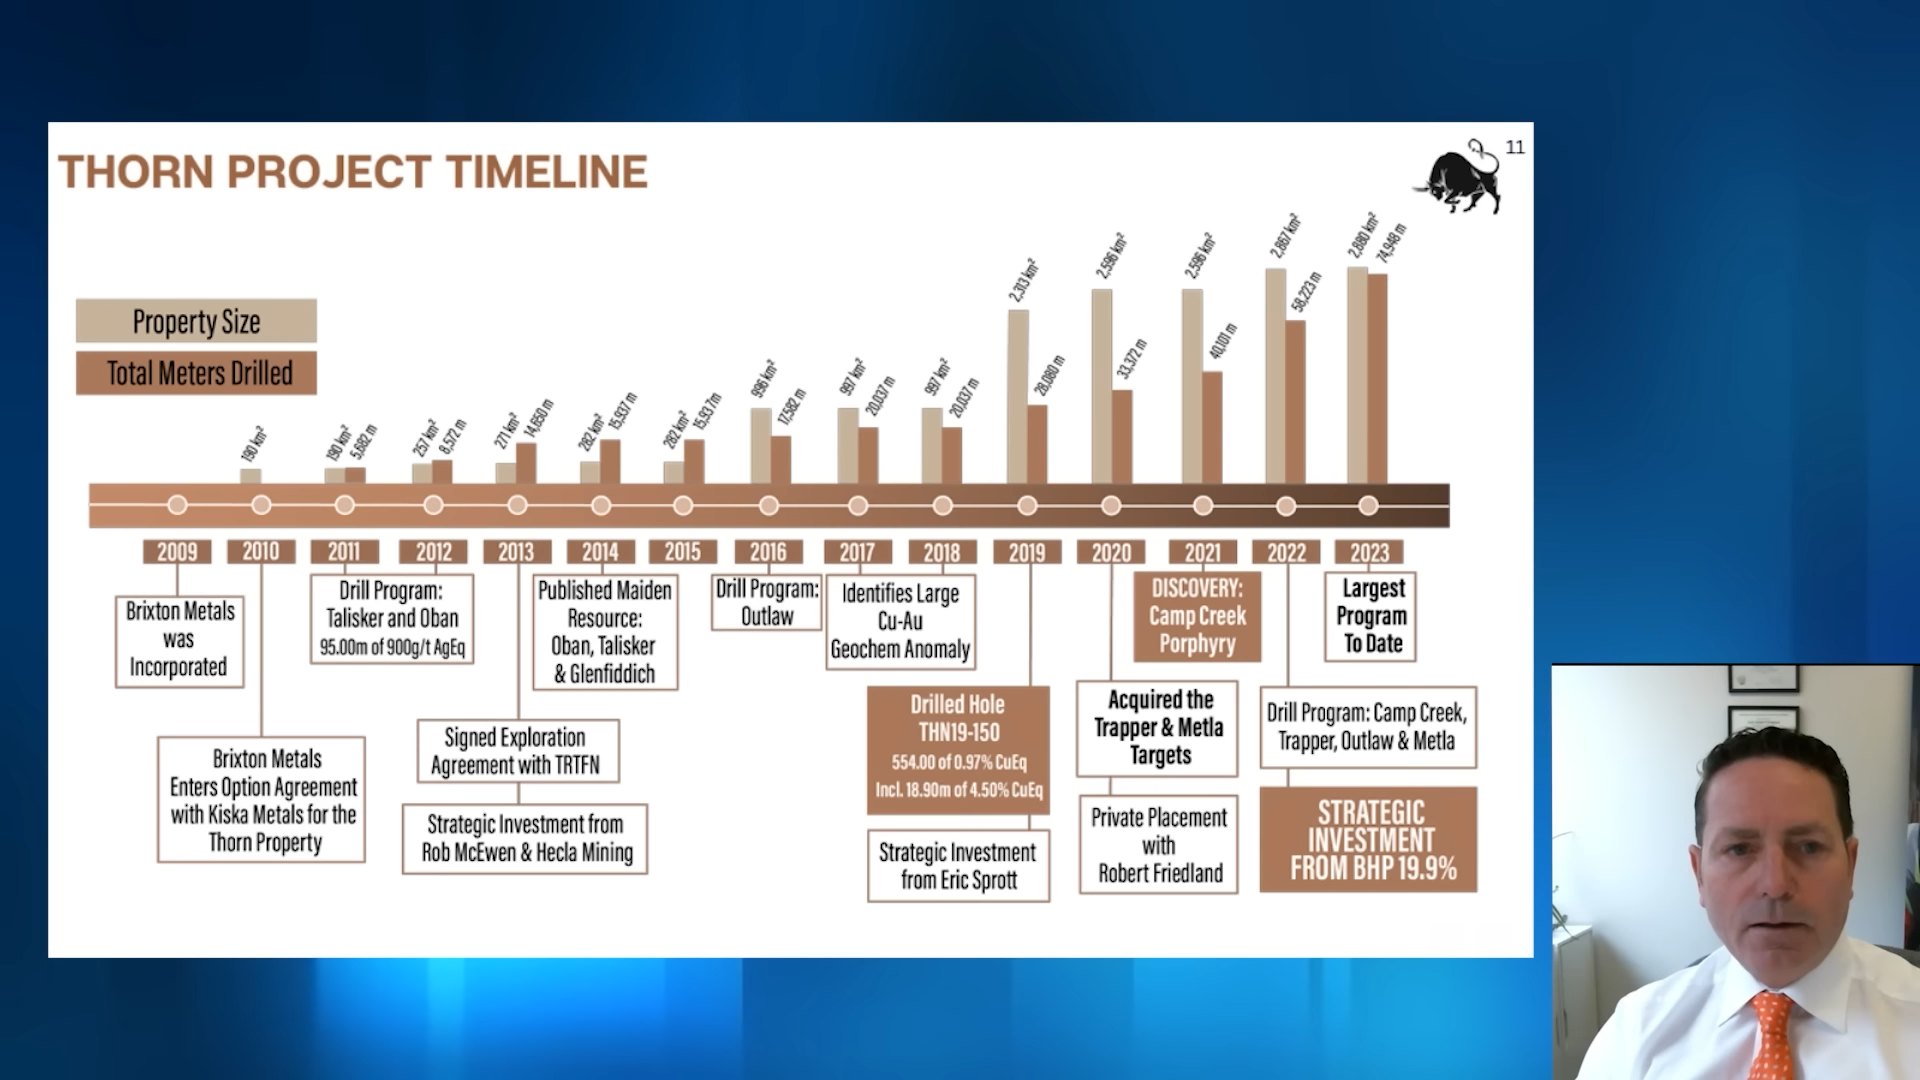 THORN PROJECT TIMELINE
11
Property Size
Total Meters Drilled
190 km²
190 km²
5,682 m
257 km²
8,572 m
271 km²
14,650 m
282 km²
15,937 m
282 km²
15,937m
996 km²
17,582 m
997 km²
20,037 m
997 km²
20,037 m
2,313 km²
28,080 m
2,596 km²
33,372 m
2,596 km²
40,101 m
2,867 km²
58,223 m
2,880 km²
74,948 m
2009
2010
2011
2012
2013
2014
2015
2016
2017
2018
2019
2020
2021
2022
2023
Brixton Metals
was
Incorporated
Brixton Metals
Enters Option Agreement
with Kiska Metals for the
Thorn Property
Drill Program:
Talisker and Oban
95.00m of 900g/t AgEq
Signed Exploration
Agreement with TRTFN
Strategic Investment from
Rob McEwen & Hecla Mining
Published Maiden
Resource:
Oban, Talisker
& Glenfiddich
Drill Program:
Outlaw
Identifies Large
Cu-Au
Geochem Anomaly
Drilled Hole
THN19-150
554.00 of 0.97% CuEq
Incl. 18.90m of 4.50% CuEq
Strategic Investment
from Eric Sprott
Acquired the
Trapper & Metla
Targets
Private Placement
with
Robert Friedland
DISCOVERY:
Camp Creek
Porphyry
Drill Program: Camp Creek,
Trapper, Outlaw & Metla
STRATEGIC
INVESTMENT
FROM BHP 19.9%
Largest
Program
To Date